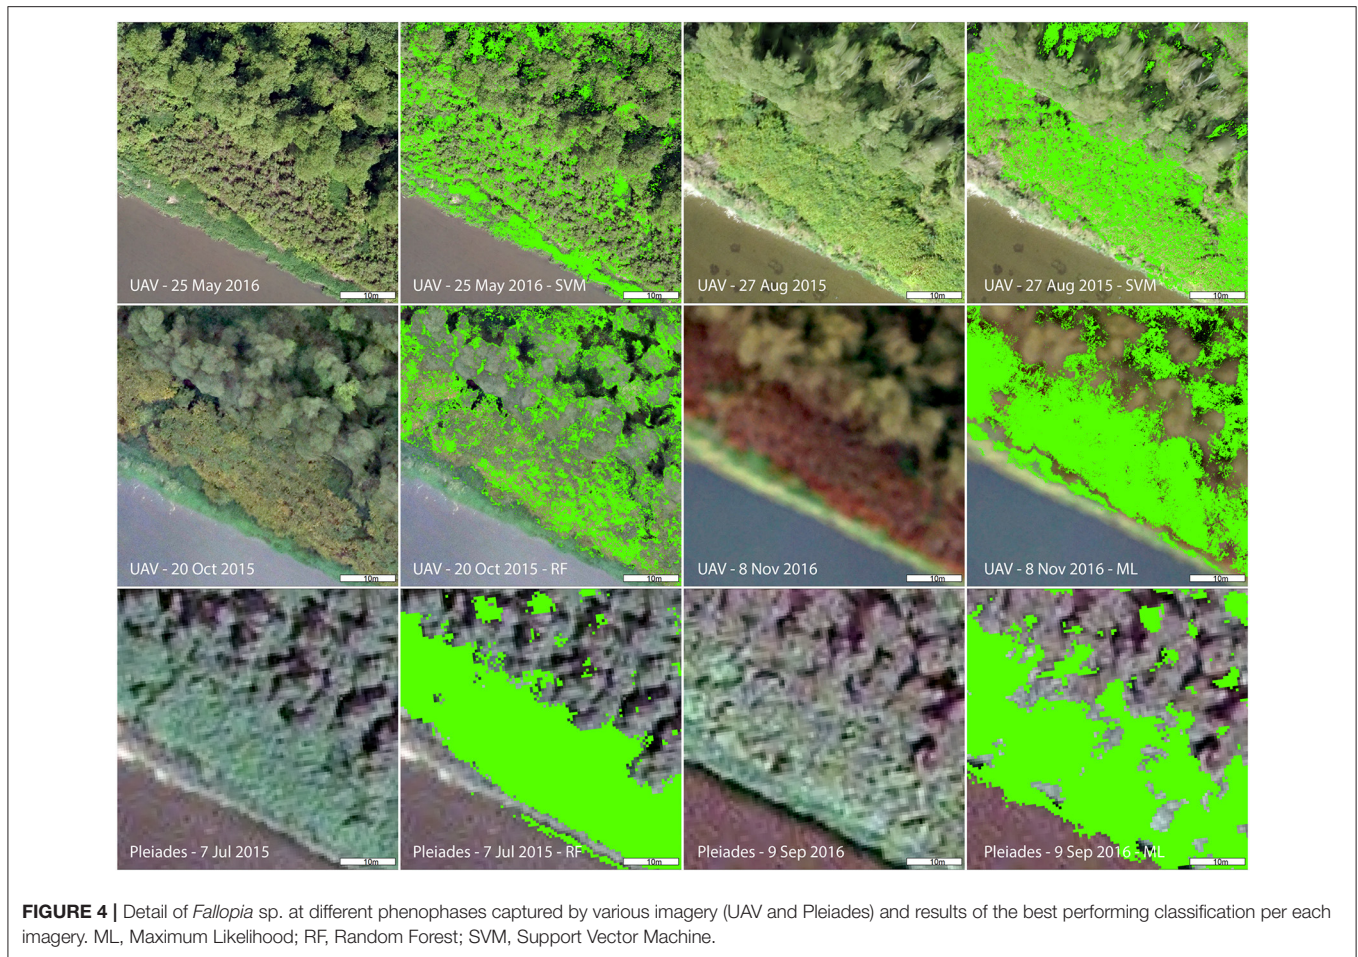 UAV - 25 May 2016
10m
UAV - 25 May 2016 - SVM
10m
UAV - 27 Aug 2015
10m
UAV - 27 Aug 2015 - SVM
10m
UAV - 20 Oct 2015
10m
UAV - 20 Oct 2015 - RF
10m
UAV - 8 Nov 2016
10m
UAV - 8 Nov 2016 - ML
10m
Pleiades - 7 Jul 2015
10m
Pleiades - 7 Jul 2015 - RF
10m
Pleiades - 9 Sep 2016
10m
Pleiades - 9 Sep 2016 - ML
10m
FIGURE 4 | Detail of Fallopia sp. at different phenophases captured by various imagery (UAV and Pleiades) and results of the best performing classification per each
imagery. ML, Maximum Likelihood; RF, Random Forest; SVM, Support Vector Machine.